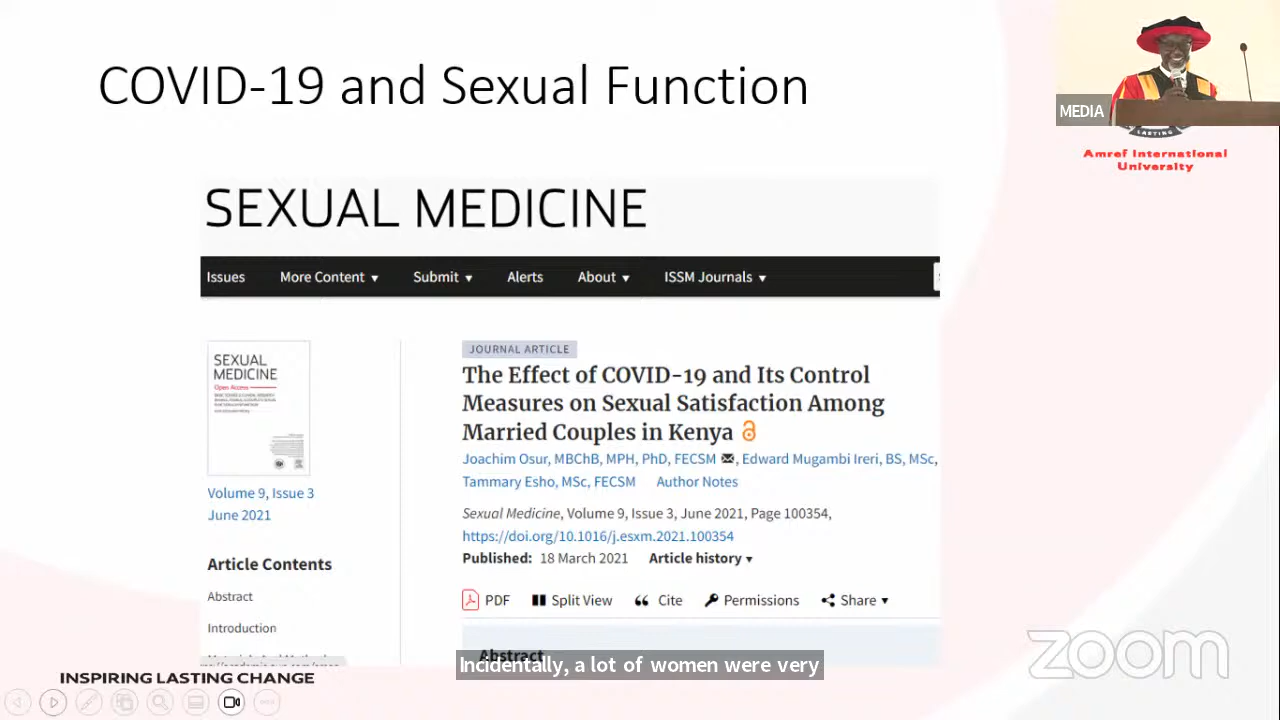 COVID-19 and Sexual Function
MEDIA
LASTING
Amref International
University
SEXUAL MEDICINE
Issues More Content ▼ Submit ▼ Alerts About ▼ ISSM Journals ▼
SEXUAL
MEDICINE
Open Access
Volume 9, Issue 3
June 2021
Article Contents
Abstract
Introduction
JOURNAL ARTICLE
The Effect of COVID-19 and Its Control
Measures on Sexual Satisfaction Among
Married Couples in Kenya
Joachim Osur, MBChB, MPH, PhD, FECSM, Edward Mugambi Ireri, BS, MSc,
Tammary Esho, MSc, FECSM Author Notes
Sexual Medicine, Volume 9, Issue 3, June 2021, Page 100354,
https://doi.org/10.1016/j.esxm.2021.100354
Published: 18 March 2021 Article history ▼
PDF Split View Cite Permissions Share ▼
Abstract
Incidentally, a lot of women were very
INSPIRING LASTING CHANGE
zoom